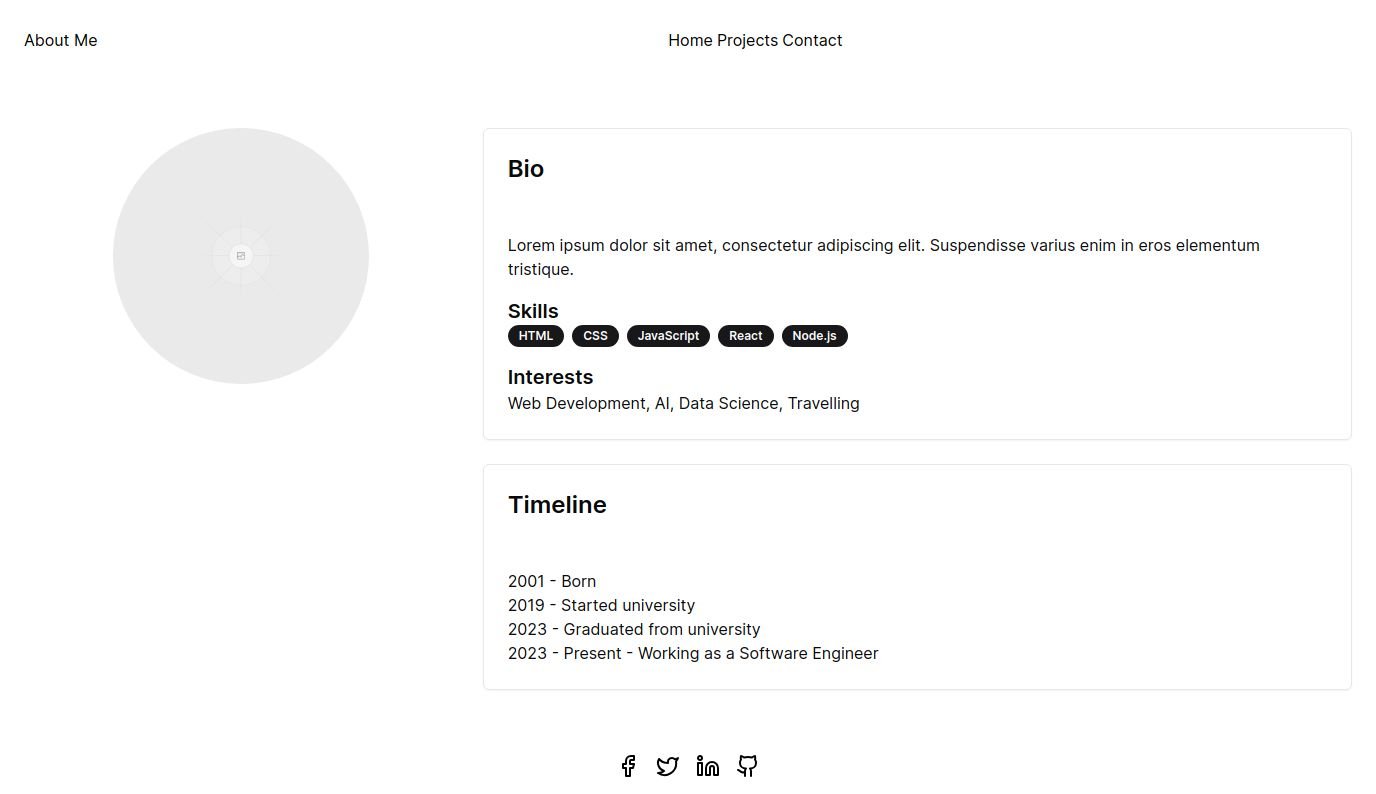 About Me
Home Projects Contact
Bio
Lorem ipsum dolor sit amet, consectetur adipiscing elit. Suspendisse varius enim in eros elementum
tristique.
Skills
HTML CSS JavaScript React Node.js
Interests
Web Development, AI, Data Science, Travelling
Timeline
2001 - Born
2019 - Started university
2023 - Graduated from university
2023 - Present - Working as a Software Engineer